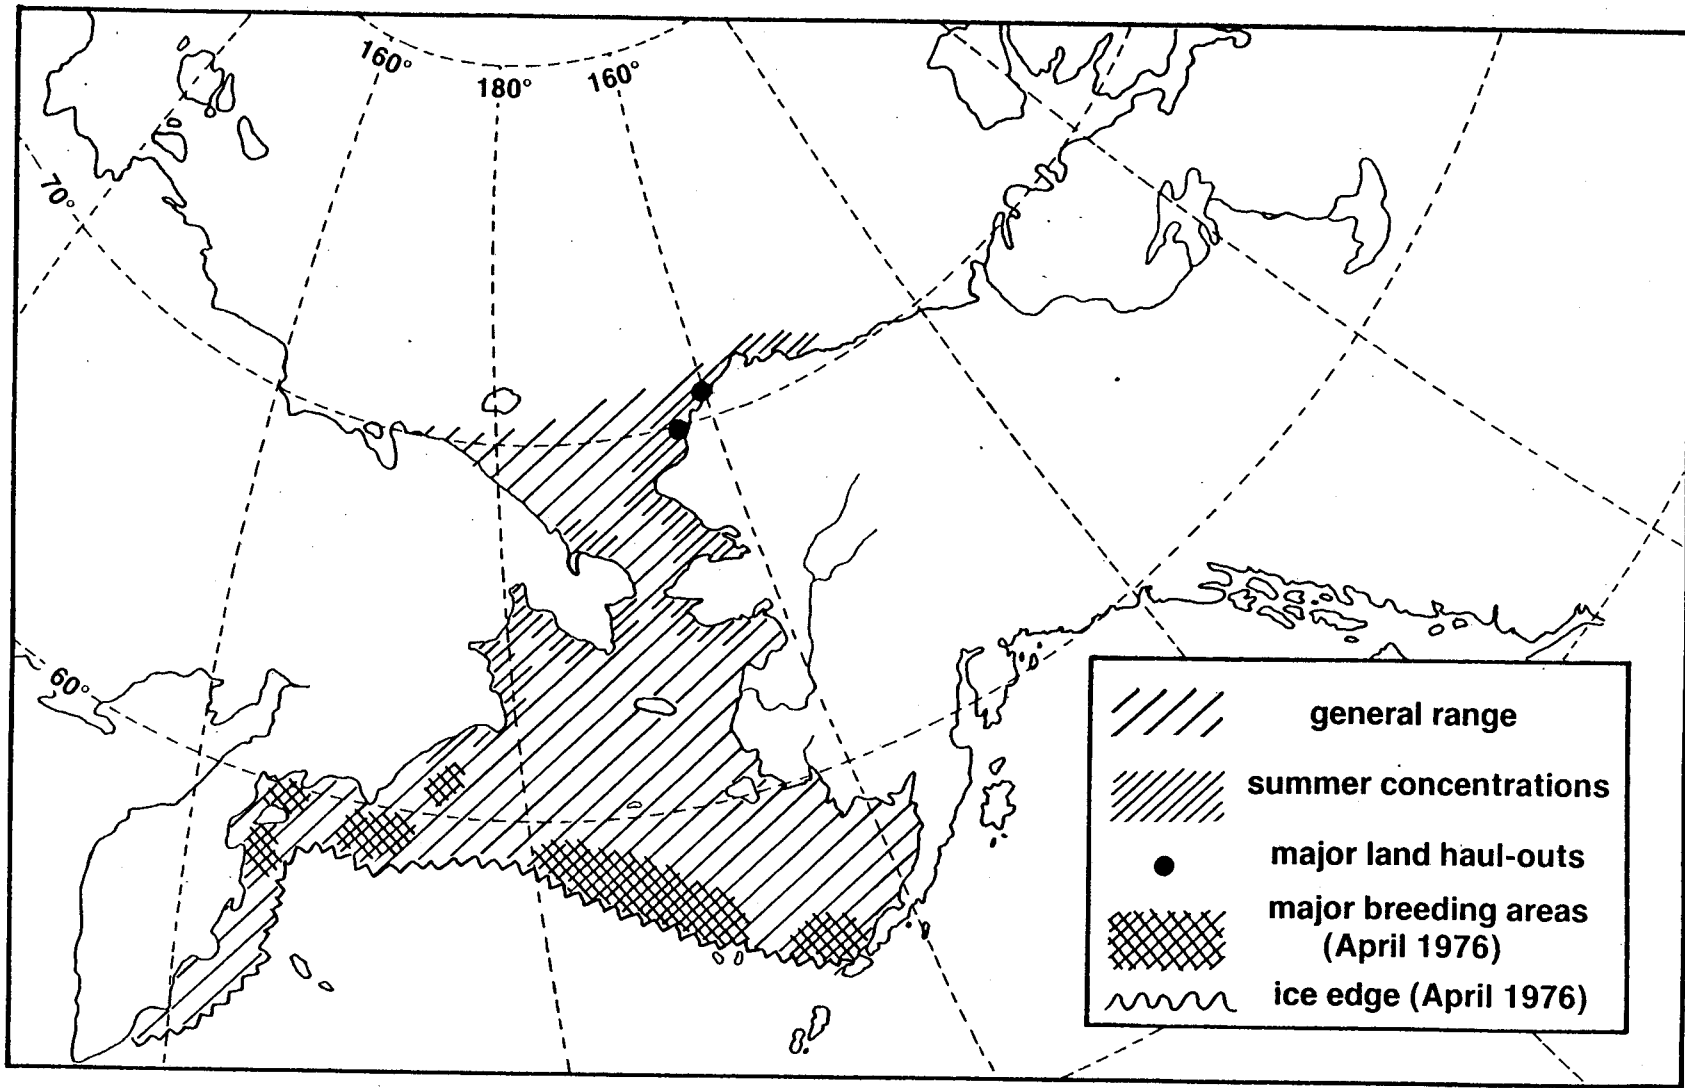 160°
180°
160°
70°
60°
general range
summer concentrations
major land haul-outs
major breeding areas
(April 1976)
ice edge (April 1976)